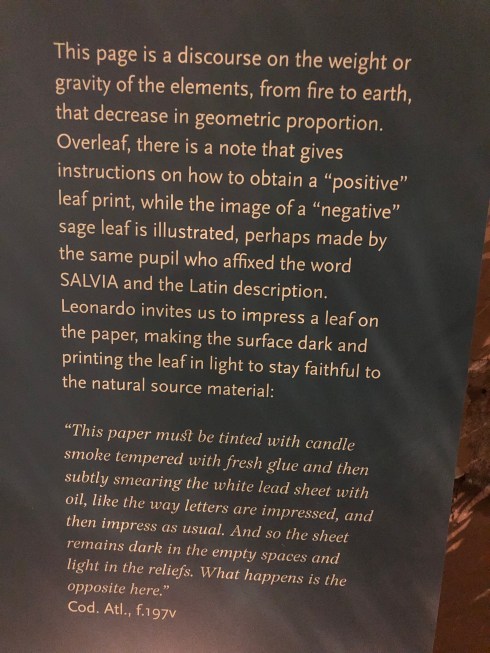 This page is a discourse on the weight or
gravity of the elements, from fire to earth,
that decrease in geometric proportion.
Overleaf, there is a note that gives
instructions on how to obtain a “positive”
leaf print, while the image of a “negative”
sage leaf is illustrated, perhaps made by
the same pupil who affixed the word
SALVIA and the Latin description.
Leonardo invites us to impress a leaf on
the paper, making the surface dark and
printing the leaf in light to stay faithful to
the natural source material:
“This paper must be tinted with candle
smoke tempered with fresh glue and then
subtly smearing the white lead sheet with
oil, like the way letters are impressed, and
then impress as usual. And so the sheet
remains dark in the empty spaces and
light in the reliefs. What happens is the
opposite here.”
Cod. Atl., f.197v